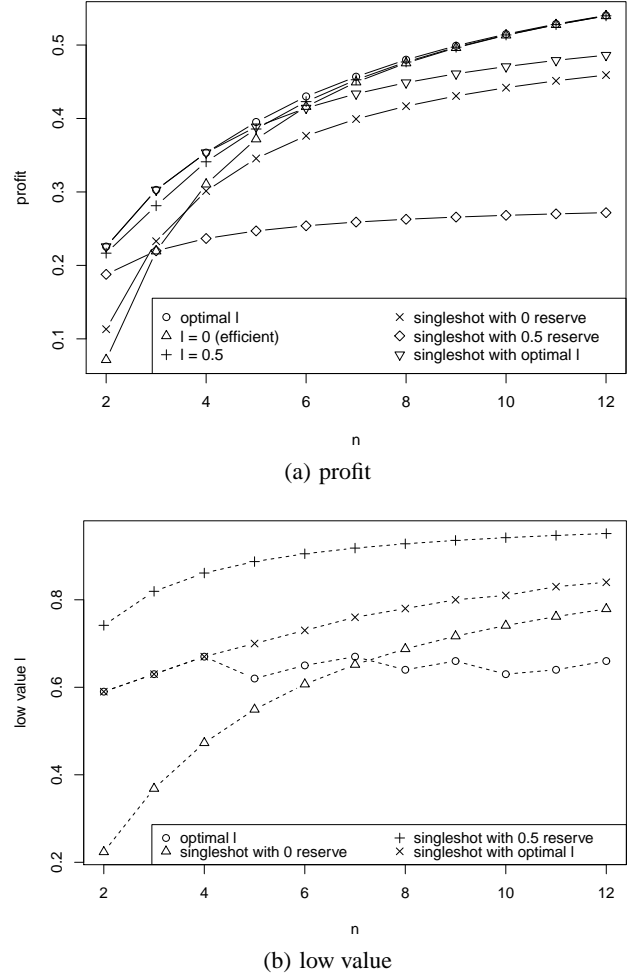 0.5
0.4
0.3
0.2
0.1
profit
optimal l
l = 0 (efficient)
l = 0.5
singleshot with 0 reserve
singleshot with 0.5 reserve
singleshot with optimal l
2 4 6 8 10 12
n
(a) profit
0.8
0.6
0.4
0.2
low value l
optimal l
singleshot with 0 reserve
singleshot with 0.5 reserve
singleshot with optimal l
2 4 6 8 10 12
n
(b) low value